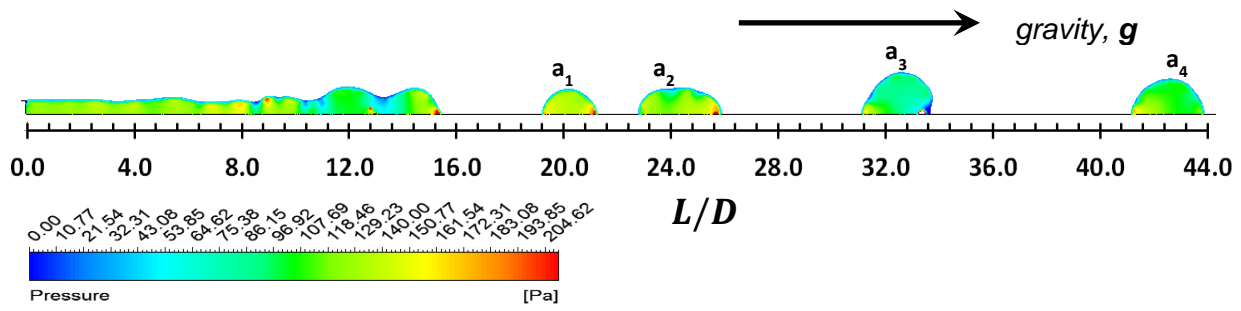 gravity, g
a1 a2 a3 a4
0.0 4.0 8.0 12.0 16.0 20.0 24.0 28.0 32.0 36.0 40.0 44.0
L/D
0.00 10.77 21.54 32.31 43.08 53.85 64.62 75.38 86.15 96.92 107.69 118.46 129.23 140.00 150.77 161.54 172.31 183.08 193.85 204.62
Pressure [Pa]